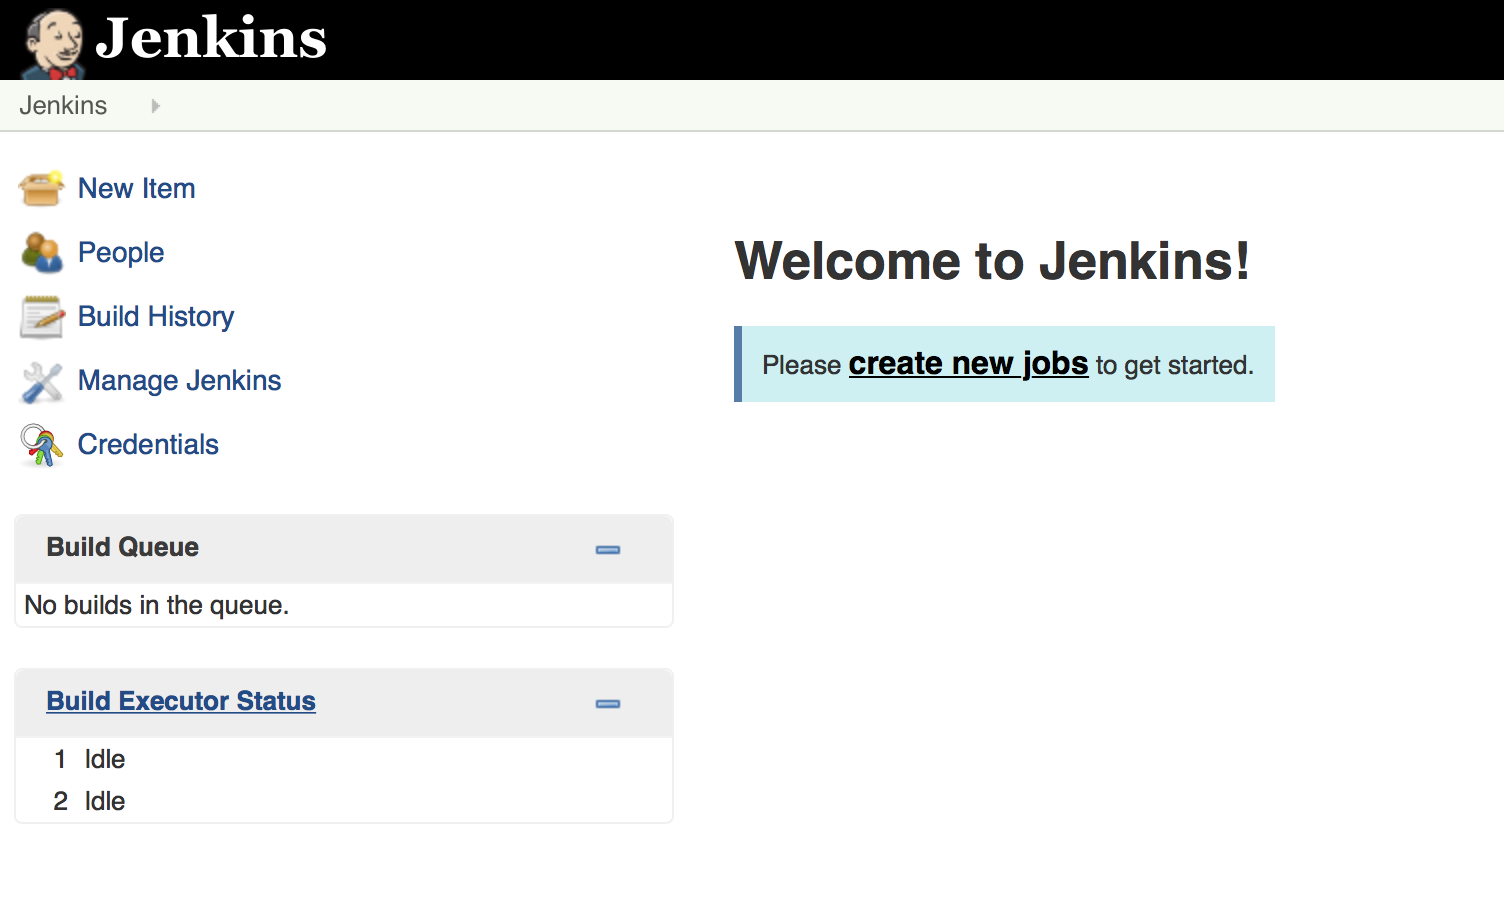 Jenkins
Jenkins
New Item
People
Build History
Manage Jenkins
Credentials
Build Queue
No builds in the queue.
Build Executor Status
1 Idle
2 Idle
Welcome to Jenkins!
Please create new jobs to get started.